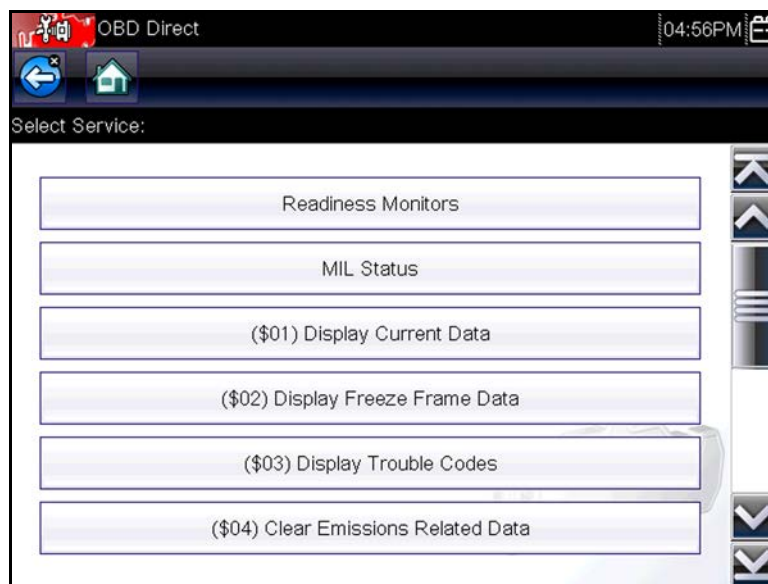 OBD Direct
04:56PM
Select Service:
Readiness Monitors
MIL Status
($01) Display Current Data
($02) Display Freeze Frame Data
($03) Display Trouble Codes
($04) Clear Emissions Related Data